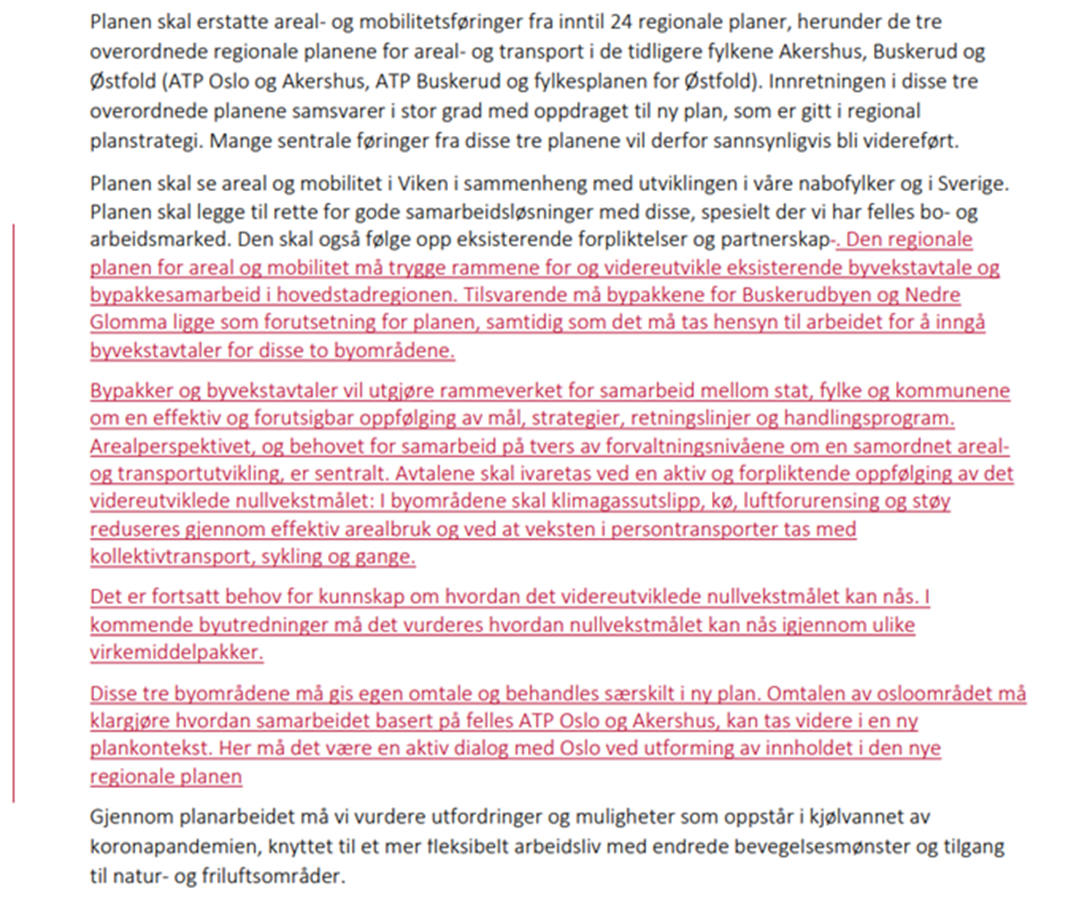 Planen skal erstatte areal- og mobilitetsføringer fra inntil 24 regionale planer, herunder de tre
overordnede regionale planene for areal- og transport i de tidligere fylkene Akershus, Buskerud og
Østfold (ATP Oslo og Akershus, ATP Buskerud og fylkesplanen for Østfold). Innretningen i disse tre
overordnede planene samsvarer i stor grad med oppdraget til ny plan, som er gitt i regional
planstrategi. Mange sentrale føringer fra disse tre planene vil derfor sannsynligvis bli videreført.
Planen skal se areal og mobilitet i Viken i sammenheng med utviklingen i våre nabofylker og i Sverige.
Planen skal legge til rette for gode samarbeidsløsninger med disse, spesielt der vi har felles bo- og
arbeidsmarked. Den skal også følge opp eksisterende forpliktelser og partnerskap-. Den regionale
planen for areal og mobilitet må trygge rammene for og videreutvikle eksisterende byvekstavtale og
bypakkesamarbeid i hovedstadregionen. Tilsvarende må bypakkene for Buskerudbyen og Nedre
Glomma ligge som forutsetning for planen, samtidig som det må tas hensyn til arbeidet for å inngå
byvekstavtaler for disse to byområdene.
Bypakker og byvekstavtaler vil utgjøre rammeverket for samarbeid mellom stat, fylke og kommunene
om en effektiv og forutsigbar oppfølging av mål, strategier, retningslinjer og handlingsprogram.
Arealperspektivet, og behovet for samarbeid på tvers av forvaltningsnivåene om en samordnet areal-
og transportutvikling, er sentralt. Avtalene skal ivaretas ved en aktiv og forpliktende oppfølging av det
videreutviklede nullvekstmålet: I byområdene skal klimagassutslipp, kø, luftforurensing og støy
reduseres gjennom effektiv arealbruk og ved at veksten i persontransporter tas med
kollektivtransport, sykling og gange.
Det er fortsatt behov for kunnskap om hvordan det videreutviklede nullvekstmålet kan nås. I
kommende byutredninger må det vurderes hvordan nullvekstmålet kan nås igjennom ulike
virkemiddelpakker.
Disse tre byområdene må gis egen omtale og behandles særskilt i ny plan. Omtalen av osloområdet må
klargjøre hvordan samarbeidet basert på felles ATP Oslo og Akershus, kan tas videre i en ny
plankontekst. Her må det være en aktiv dialog med Oslo ved utforming av innholdet i den nye
regionale planen
Gjennom planarbeidet må vi vurdere utfordringer og muligheter som oppstår i kjølvannet av
koronapandemien, knyttet til et mer fleksibelt arbeidsliv med endrede bevegelsesmønster og tilgang
til natur- og friluftsområder.